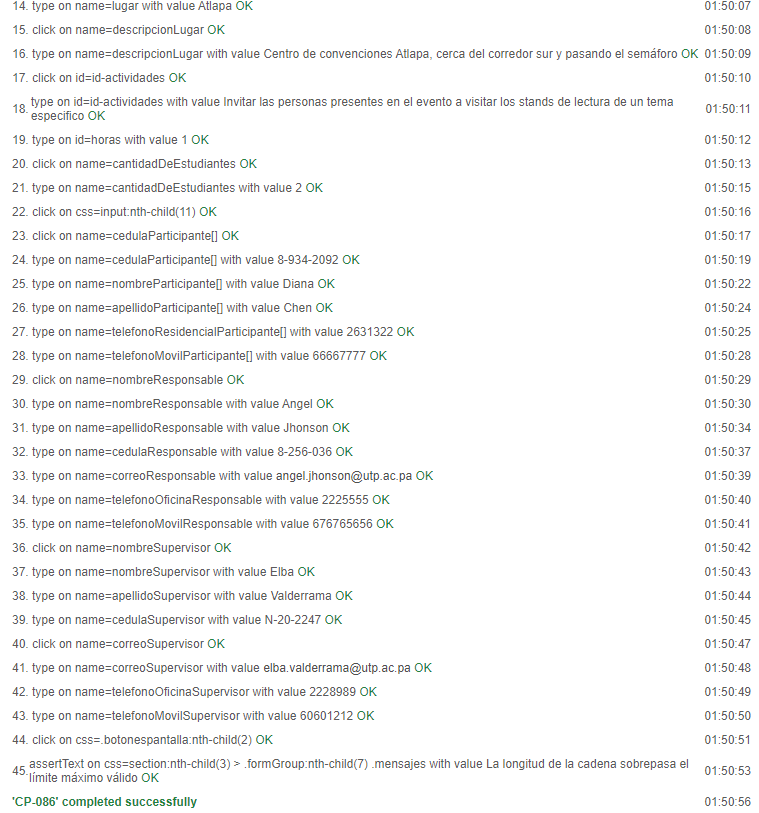 14. type on name=lugar with value Atlapa OK 01:50:07
15. click on name=descripcionLugar OK 01:50:08
16. type on name=descripcionLugar with value Centro de convenciones Atlapa, cerca del corredor sur y pasando el semáforo OK 01:50:09
17. click on id=id-actividades OK 01:50:10
18. type on id=id-actividades with value Invitar las personas presentes en el evento a visitar los stands de lectura de un tema 01:50:11
especifico OK
19. type on id=horas with value 1 OK 01:50:12
20. click on name=cantidadDeEstudiantes OK 01:50:13
21. type on name=cantidadDeEstudiantes with value 2 OK 01:50:15
22. click on css=input:nth-child(11) OK 01:50:16
23. click on name=cedulaParticipante[] OK 01:50:17
24. type on name=cedulaParticipante[] with value 8-934-2092 OK 01:50:19
25. type on name=nombreParticipante[] with value Diana OK 01:50:22
26. type on name=apellidoParticipante[] with value Chen OK 01:50:24
27. type on name=telefonoResidencialParticipante[] with value 2631322 OK 01:50:25
28. type on name=telefonoMovilParticipante[] with value 66667777 OK 01:50:28
29. click on name=nombreResponsable OK 01:50:29
30. type on name=nombreResponsable with value Angel OK 01:50:30
31. type on name=apellidoResponsable with value Jhonson OK 01:50:34
32. type on name=cedulaResponsable with value 8-256-036 OK 01:50:37
33. type on name=correoResponsable with value angel.jhonson@utp.ac.pa OK 01:50:39
34. type on name=telefonoOficinaResponsable with value 2225555 OK 01:50:40
35. type on name=telefonoMovilResponsable with value 676765656 OK 01:50:41
36. click on name=nombreSupervisor OK 01:50:42
37. type on name=nombreSupervisor with value Elba OK 01:50:43
38. type on name=apellidoSupervisor with value Valderrama OK 01:50:44
39. type on name=cedulaSupervisor with value N-20-2247 OK 01:50:45
40. click on name=correoSupervisor OK 01:50:47
41. type on name=correoSupervisor with value elba.valderrama@utp.ac.pa OK 01:50:48
42. type on name=telefonoOficinaSupervisor with value 2228989 OK 01:50:49
43. type on name=telefonoMovilSupervisor with value 60601212 OK 01:50:50
44. click on css=.botonespantalla:nth-child(2) OK 01:50:51
45. assertText on css=section:nth-child(3) > .formGroup:nth-child(7) .mensajes with value La longitud de la cadena sobrepasa el 01:50:53
límite máximo válido OK
'CP-086' completed successfully 01:50:56